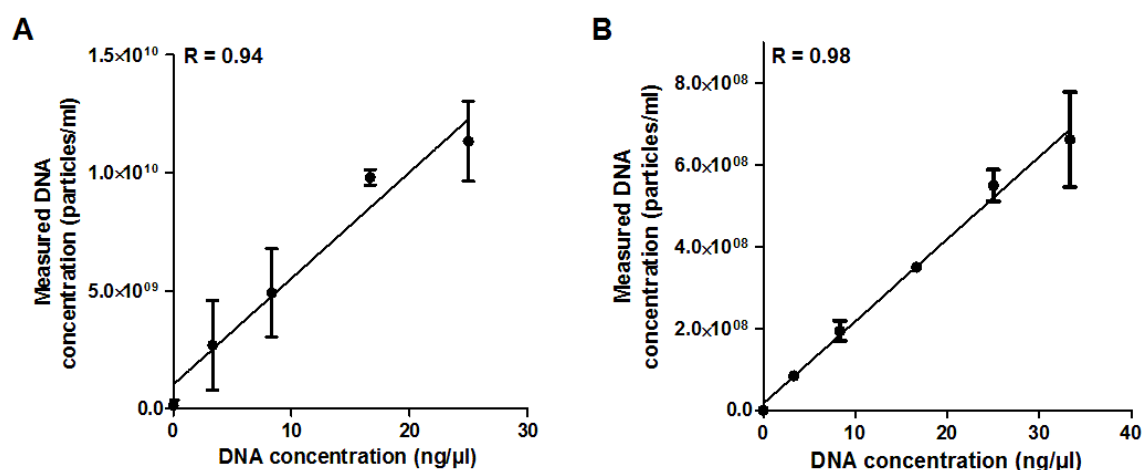 A
R = 0.94
Measured DNA
concentration (particles/ml)
1.5×10¹⁰
1.0×10¹⁰
5.0×10⁰⁹
0.0
0 10 20 30
DNA concentration (ng/µl)
B
R = 0.98
Measured DNA
concentration (particles/ml)
8.0×10⁰⁸
6.0×10⁰⁸
4.0×10⁰⁸
2.0×10⁰⁸
0.0
0 10 20 30 40
DNA concentration (ng/µl)